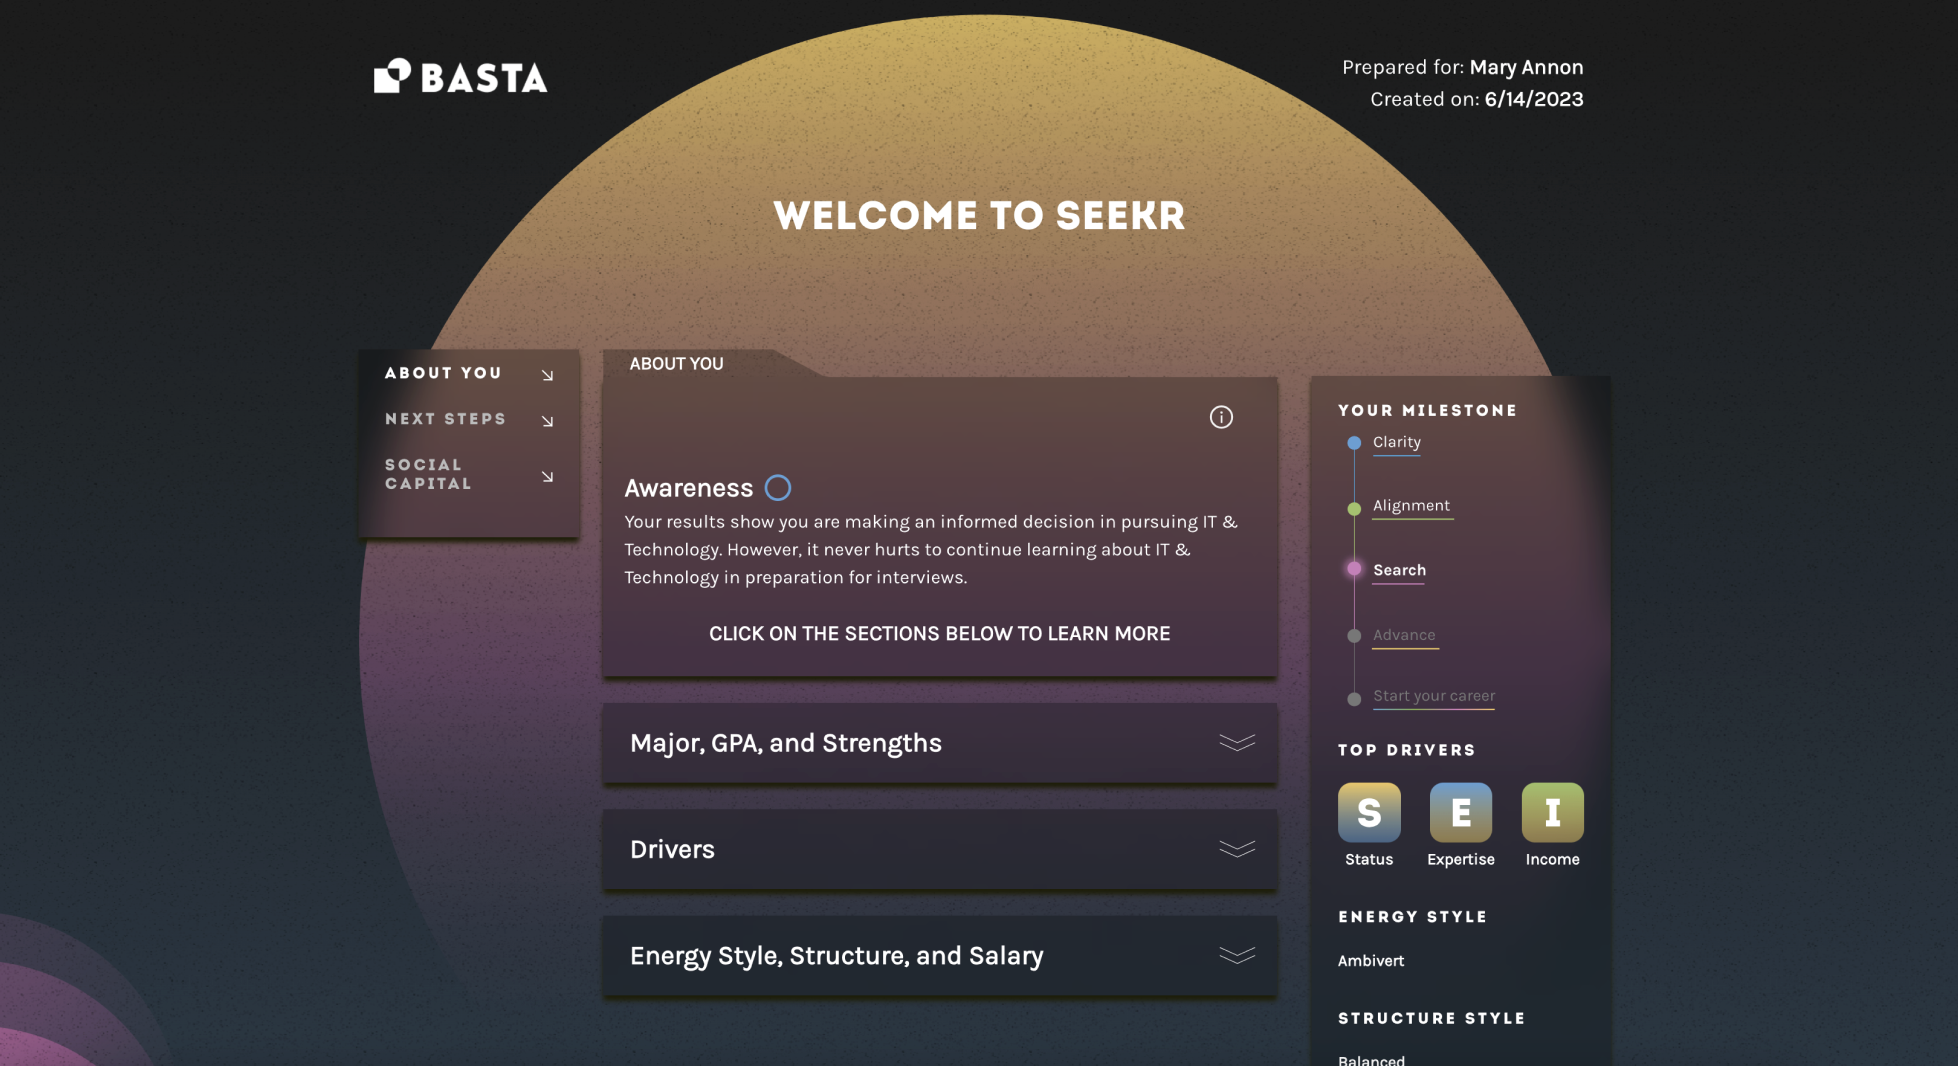 BASTA
Prepared for: Mary Annon
Created on: 6/14/2023
WELCOME TO SEEKR
ABOUT YOU
NEXT STEPS
SOCIAL
CAPITAL
ABOUT YOU
Awareness
Your results show you are making an informed decision in pursuing IT &
Technology. However, it never hurts to continue learning about IT &
Technology in preparation for interviews.
CLICK ON THE SECTIONS BELOW TO LEARN MORE
Major, GPA, and Strengths
Drivers
Energy Style, Structure, and Salary
YOUR MILESTONE
Clarity
Alignment
Search
Advance
Start your career
TOP DRIVERS
S E I
Status Expertise Income
ENERGY STYLE
Ambivert
STRUCTURE STYLE
Balanced